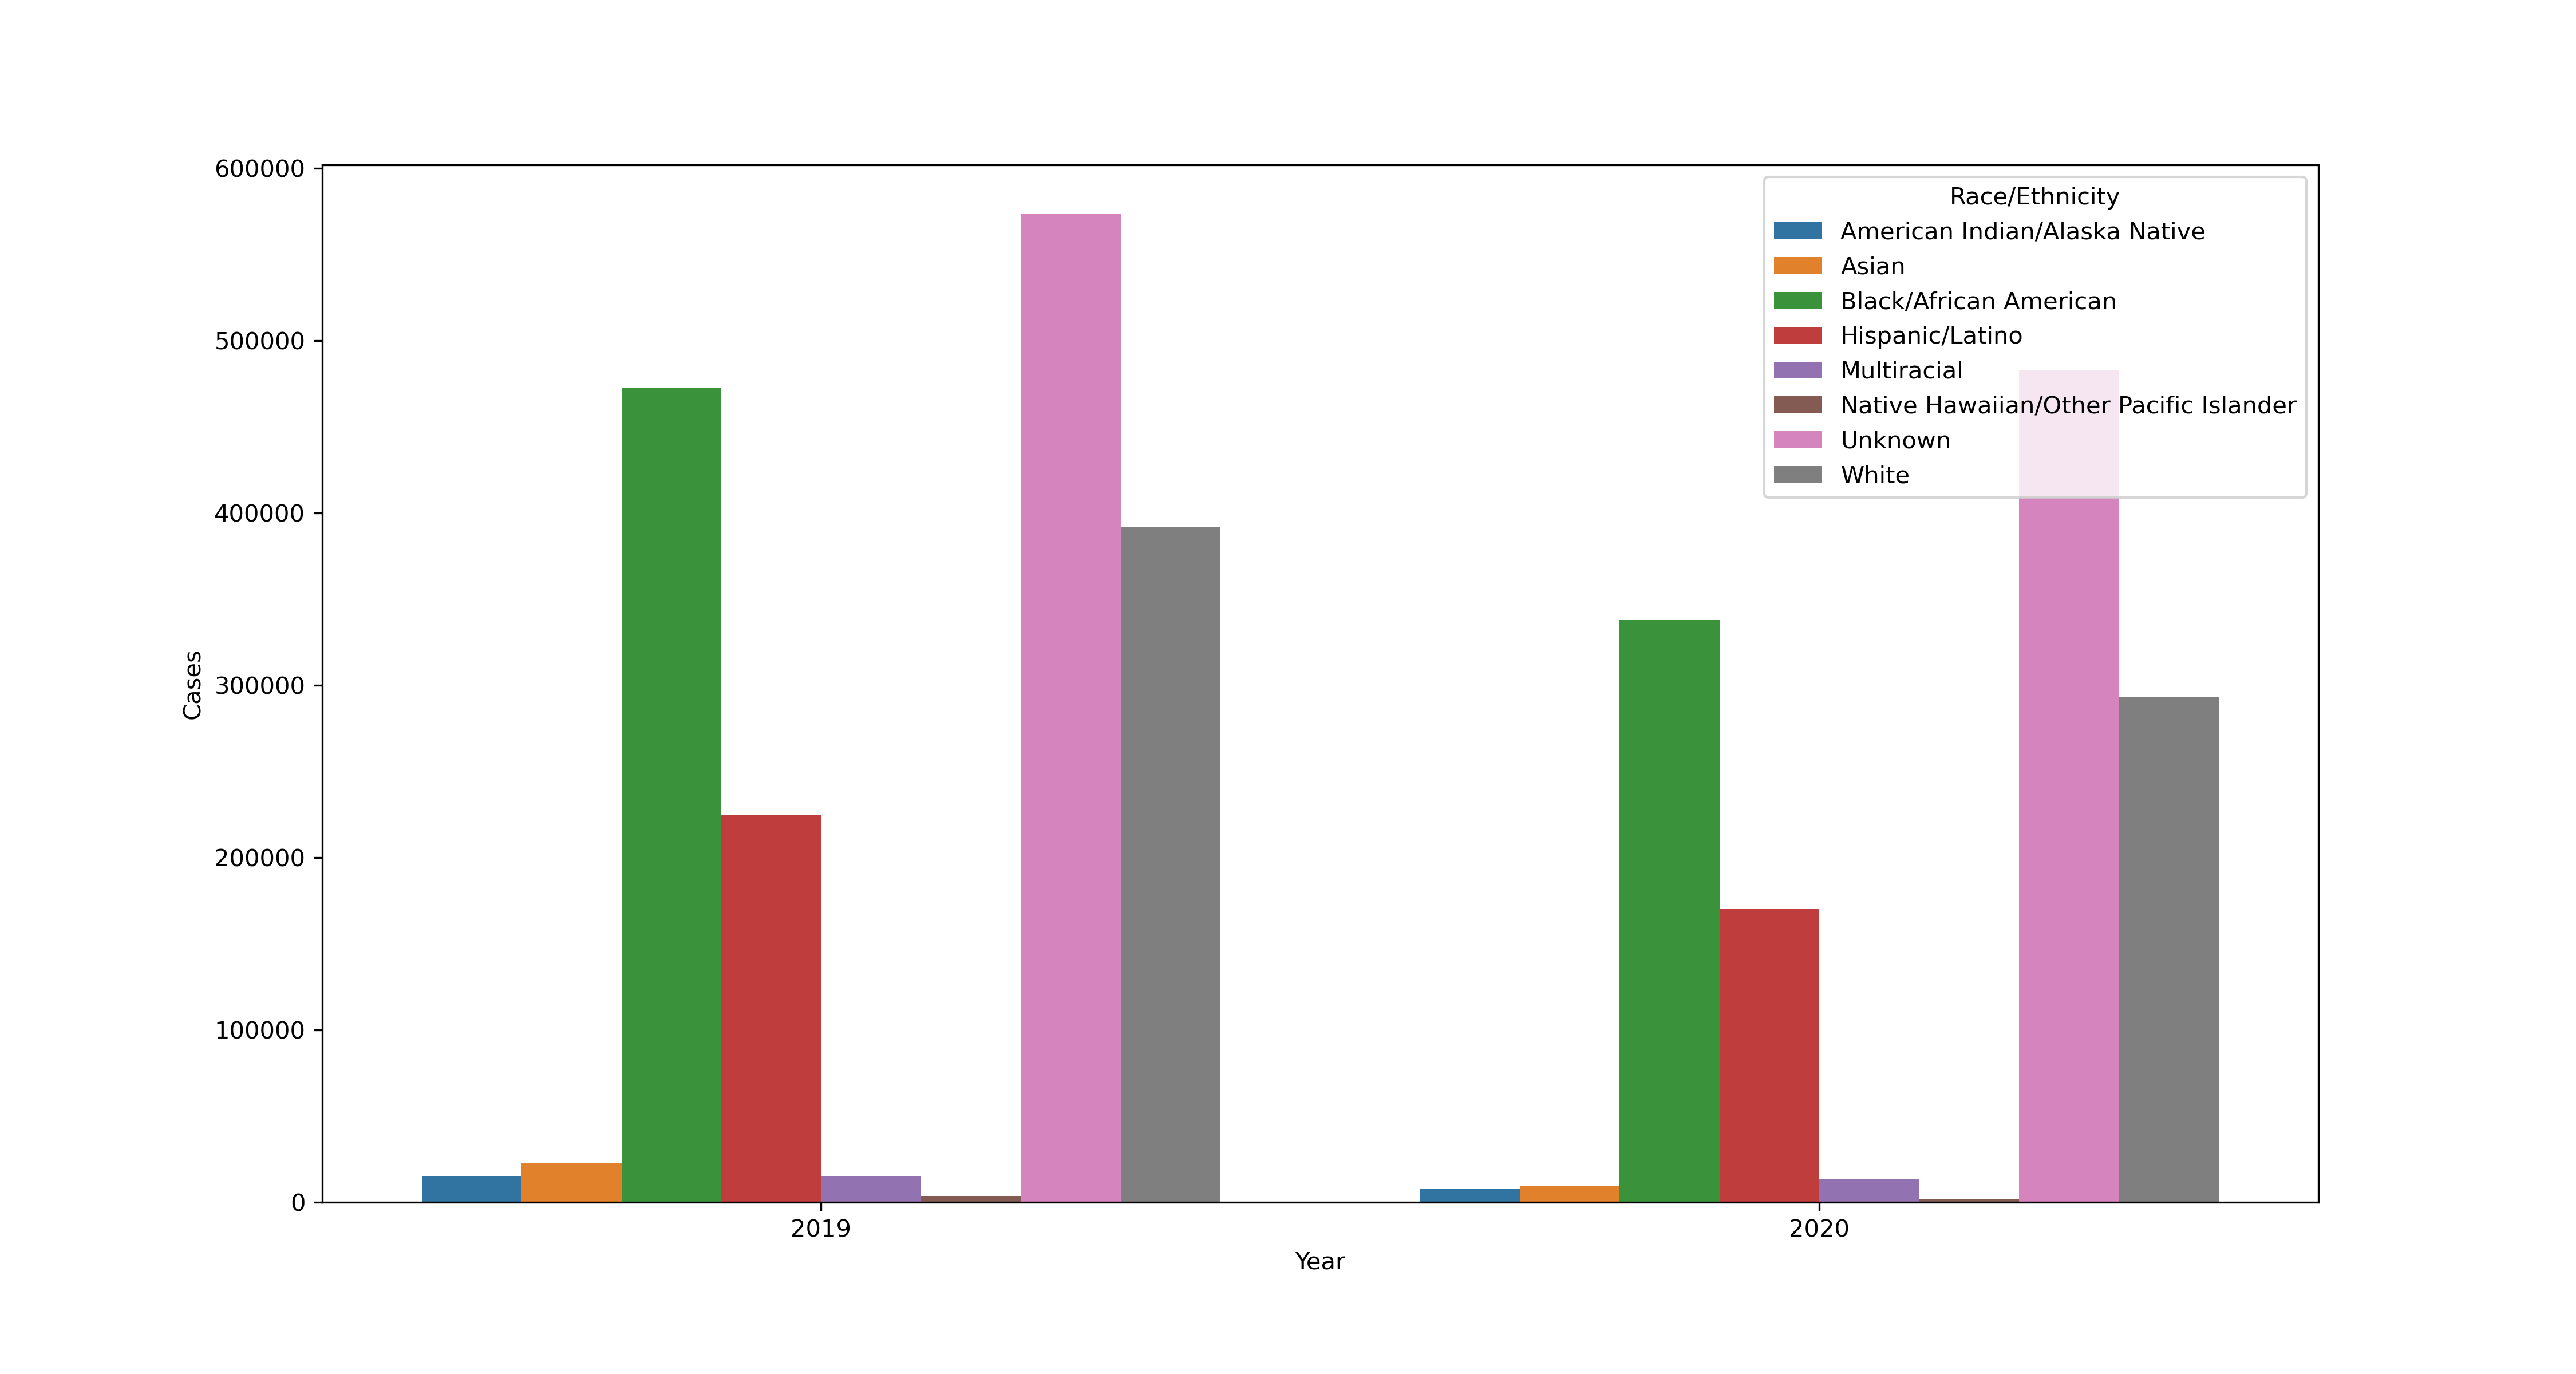 600000
500000
400000
300000
200000
100000
0
Cases
2019
2020
Year
Race/Ethnicity
American Indian/Alaska Native
Asian
Black/African American
Hispanic/Latino
Multiracial
Native Hawaiian/Other Pacific Islander
Unknown
White